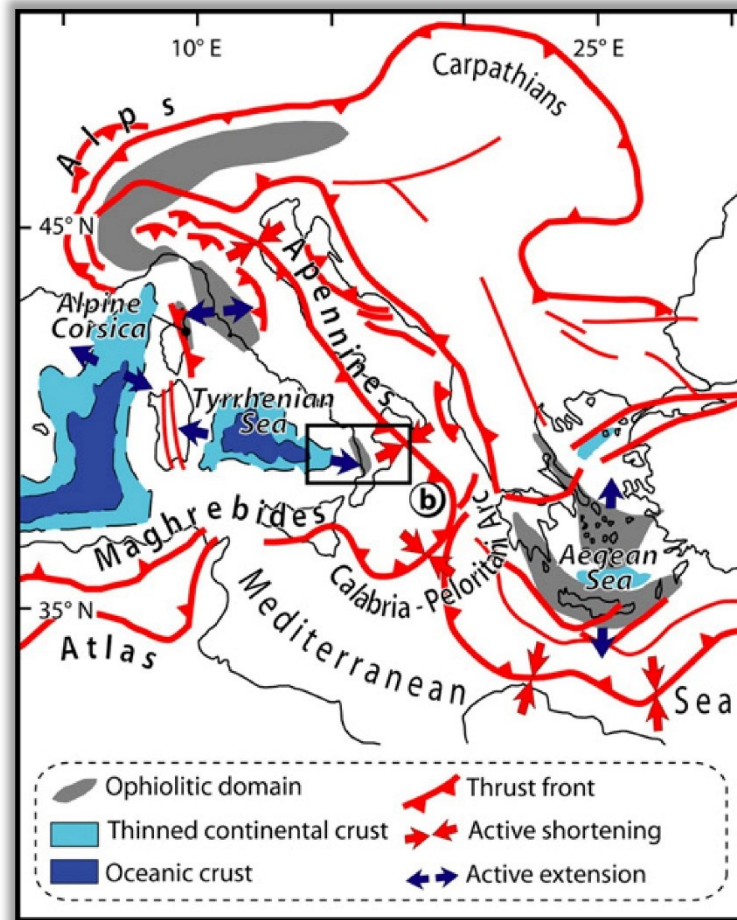 10° E
25° E
Carpathians
Alps
45° N
Apennines
Alpine
Corsica
Tyrrhenian
Sea
b
Maghrebides
Calabria - Peloritani Arc
Aegean
Sea
35° N
Atlas
Mediterranean
Sea
Ophiolitic domain
Thrust front
Thinned continental crust
Active shortening
Oceanic crust
Active extension